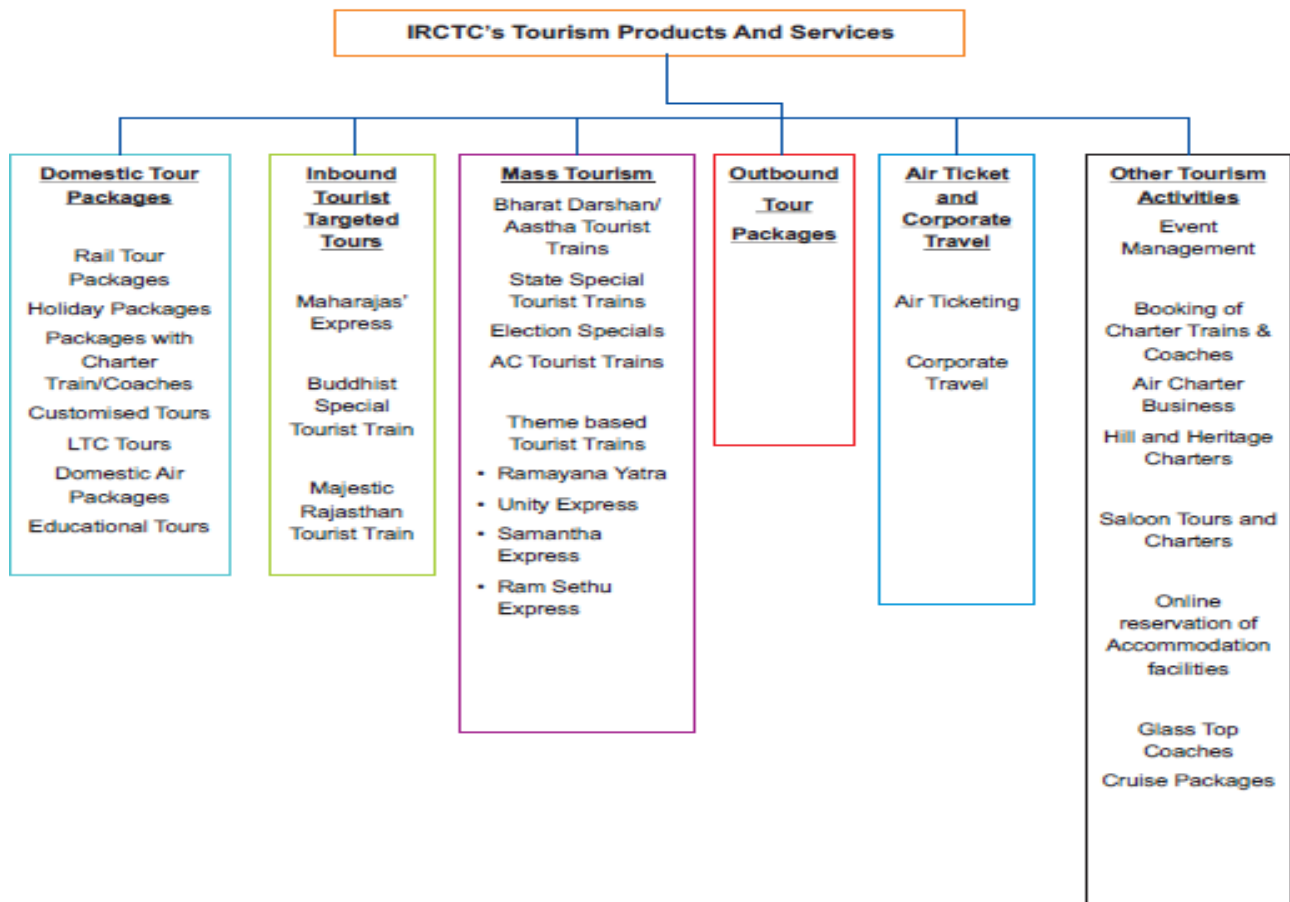 IRCTC's Tourism Products And Services
Domestic Tour
Packages
Rail Tour
Packages
Holiday Packages
Packages with
Charter
Train/Coaches
Customised Tours
LTC Tours
Domestic Air
Packages
Educational Tours
Inbound
Tourist
Targeted
Tours
Maharajas'
Express
Buddhist
Special
Tourist Train
Majestic
Rajasthan
Tourist Train
Mass Tourism
Bharat Darshan/
Aastha Tourist
Trains
State Special
Tourist Trains
Election Specials
AC Tourist Trains
Theme based
Tourist Trains
• Ramayana Yatra
• Unity Express
• Samantha
Express
• Ram Sethu
Express
Outbound
Tour
Packages
Air Ticket
and
Corporate
Travel
Air Ticketing
Corporate
Travel
Other Tourism
Activities
Event
Management
Booking of
Charter Trains &
Coaches
Air Charter
Business
Hill and Heritage
Charters
Saloon Tours and
Charters
Online
reservation of
Accommodation
facilities
Glass Top
Coaches
Cruise Packages